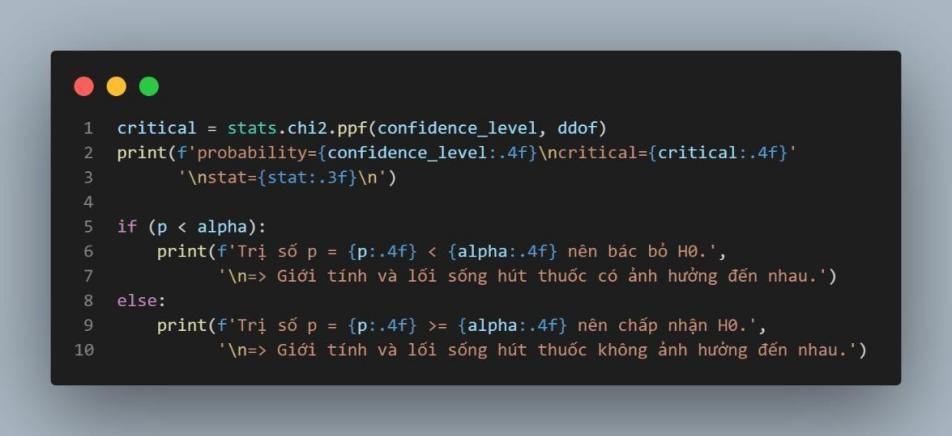 1 critical = stats.chi2.ppf(confidence_level, ddof)
2 print(f'probability={confidence_level:.4f}\ncritical={critical:.4f}'
3       '\nstat={stat:.3f}\n')
4
5 if (p < alpha):
6     print(f'Trị số p = {p:.4f} < {alpha:.4f} nên bác bỏ H0.',
7           '\n=> Giới tính và lối sống hút thuốc có ảnh hưởng đến nhau.')
8 else:
9     print(f'Trị số p = {p:.4f} >= {alpha:.4f} nên chấp nhận H0.',
10           '\n=> Giới tính và lối sống hút thuốc không ảnh hưởng đến nhau.')